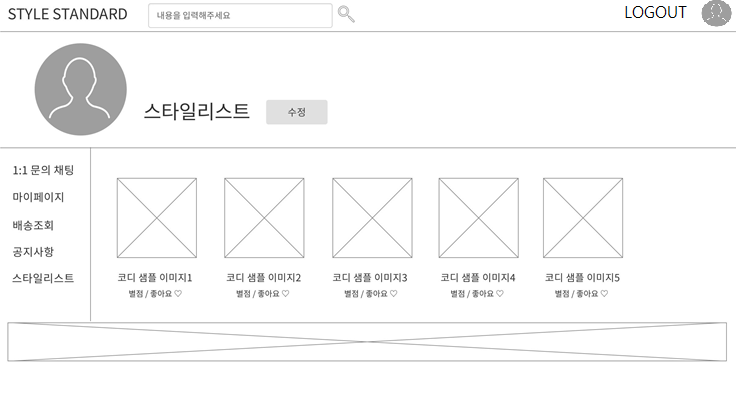 STYLE STANDARD
내용을 입력해주세요
LOGOUT
스타일리스트
수정
1:1 문의 채팅
마이페이지
배송조회
공지사항
스타일리스트
코디 샘플 이미지1
코디 샘플 이미지2
코디 샘플 이미지3
코디 샘플 이미지4
코디 샘플 이미지5
별점 / 좋아요 ♡
별점 / 좋아요 ♡
별점 / 좋아요 ♡
별점 / 좋아요 ♡
별점 / 좋아요 ♡